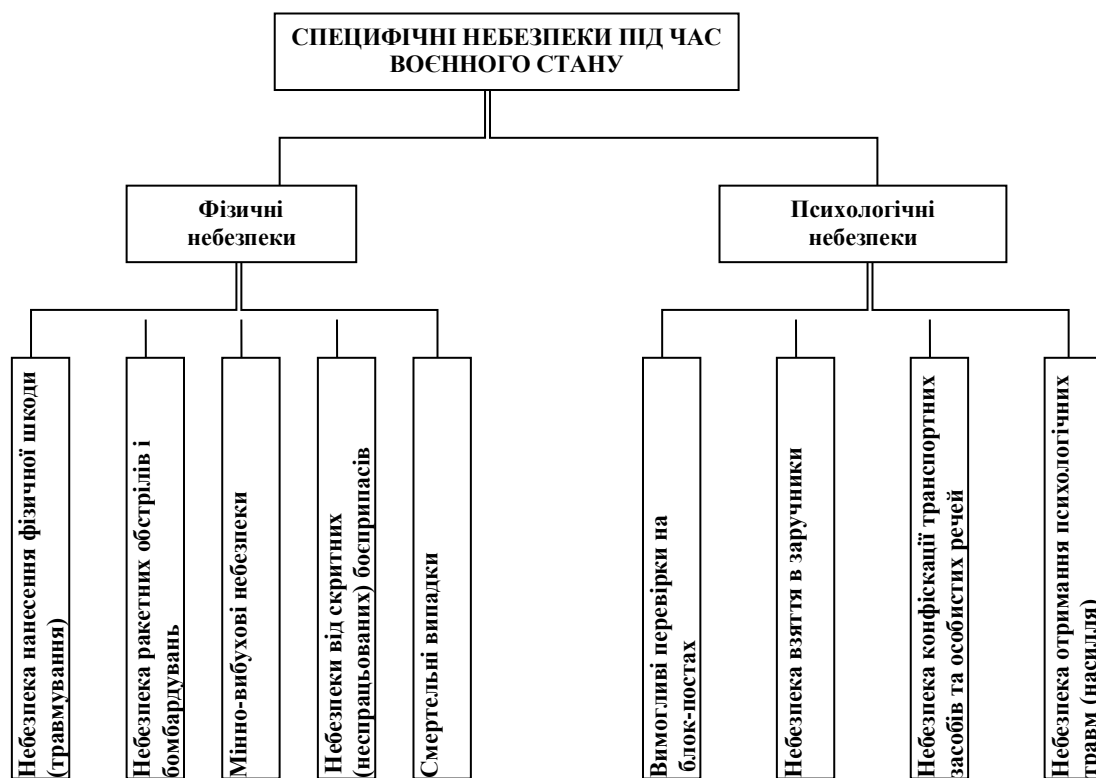 СПЕЦИФІЧНІ НЕБЕЗПЕКИ ПІД ЧАС
ВОЄННОГО СТАНУ
Фізичні
небезпеки
Психологічні
небезпеки
Небезпека нанесення фізичної шкоди
(травмування)
Небезпека ракетних обстрілів і
бомбардувань
Мінно-вибухові небезпеки
Небезпеки від скритних
(неспрацьованих) боєприпасів
Смертельні випадки
Вимогливі перевірки на
блок-постах
Небезпека взяття в заручники
Небезпека конфіскації транспортних
засобів та особистих речей
Небезпека отримання психологічних
травм (насилля)